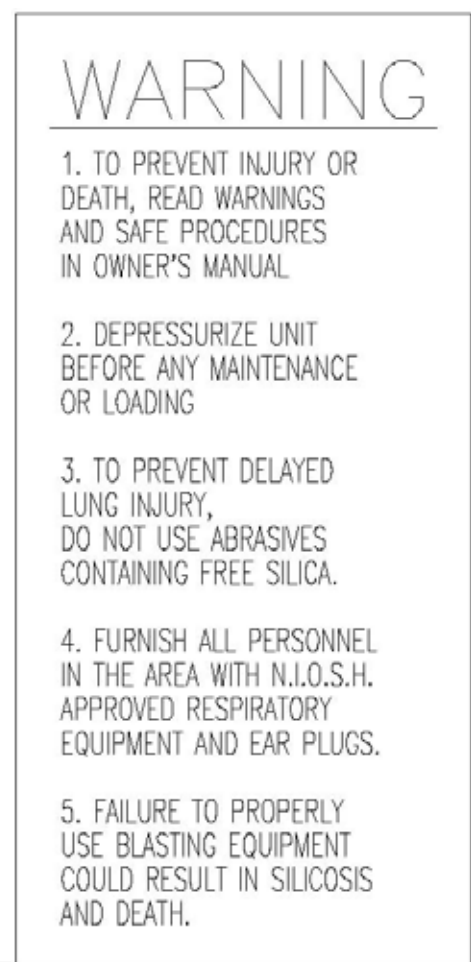 WARNING
1. TO PREVENT INJURY OR
DEATH, READ WARNINGS
AND SAFE PROCEDURES
IN OWNER'S MANUAL
2. DEPRESSURIZE UNIT
BEFORE ANY MAINTENANCE
OR LOADING
3. TO PREVENT DELAYED
LUNG INJURY,
DO NOT USE ABRASIVES
CONTAINING FREE SILICA.
4. FURNISH ALL PERSONNEL
IN THE AREA WITH N.I.O.S.H.
APPROVED RESPIRATORY
EQUIPMENT AND EAR PLUGS.
5. FAILURE TO PROPERLY
USE BLASTING EQUIPMENT
COULD RESULT IN SILICOSIS
AND DEATH.